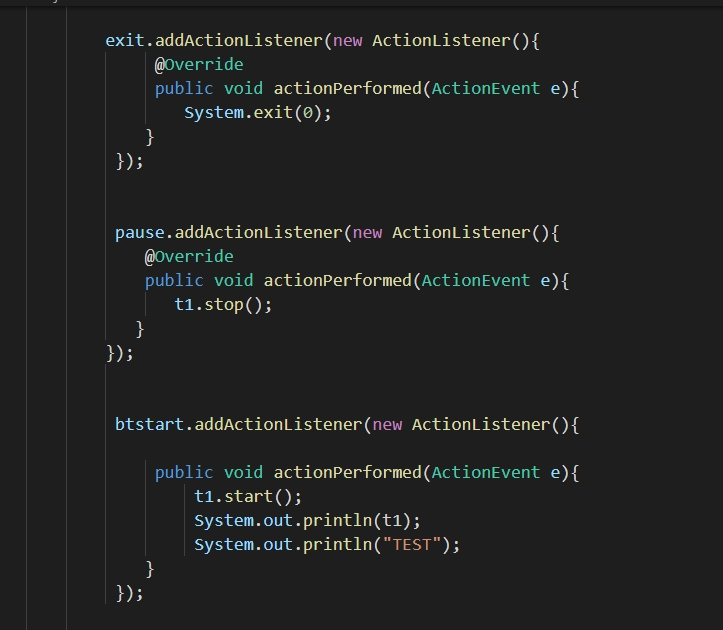 exit.addActionListener(new ActionListener(){
@Override
public void actionPerformed(ActionEvent e){
System.exit(0);
}
});
pause.addActionListener(new ActionListener(){
@Override
public void actionPerformed(ActionEvent e){
t1.stop();
}
});
btstart.addActionListener(new ActionListener(){
public void actionPerformed(ActionEvent e){
t1.start();
System.out.println(t1);
System.out.println("TEST");
}
});